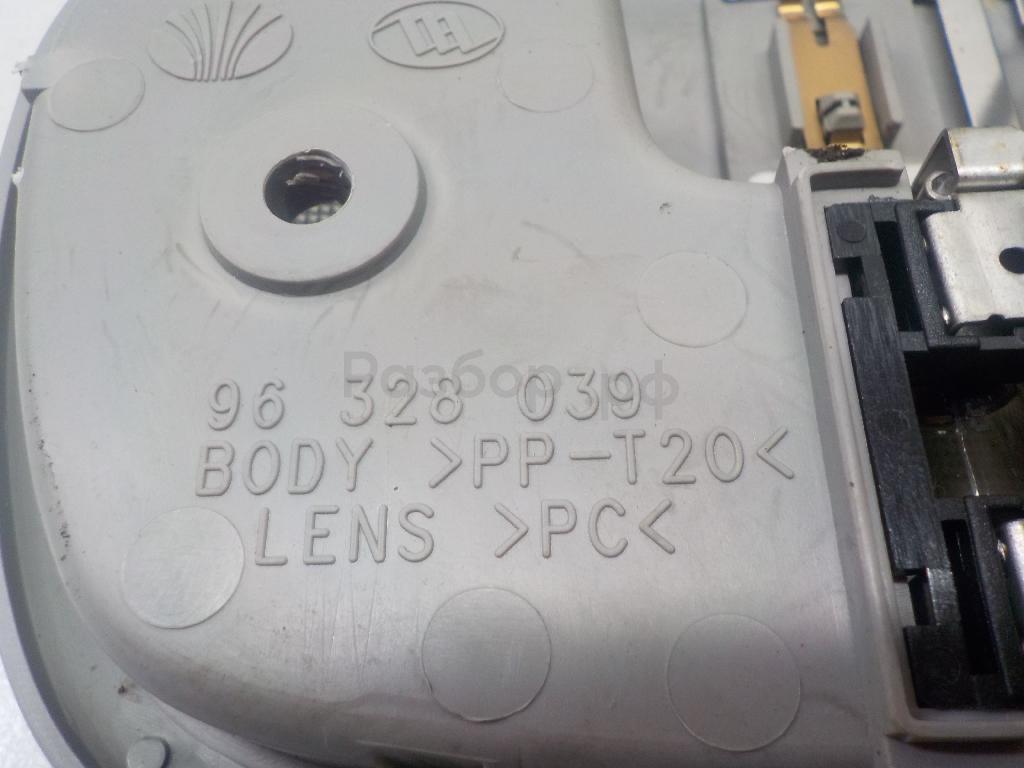 Разбор.рф
96 328 039
BODY >PP-T20<
LENS >PC<